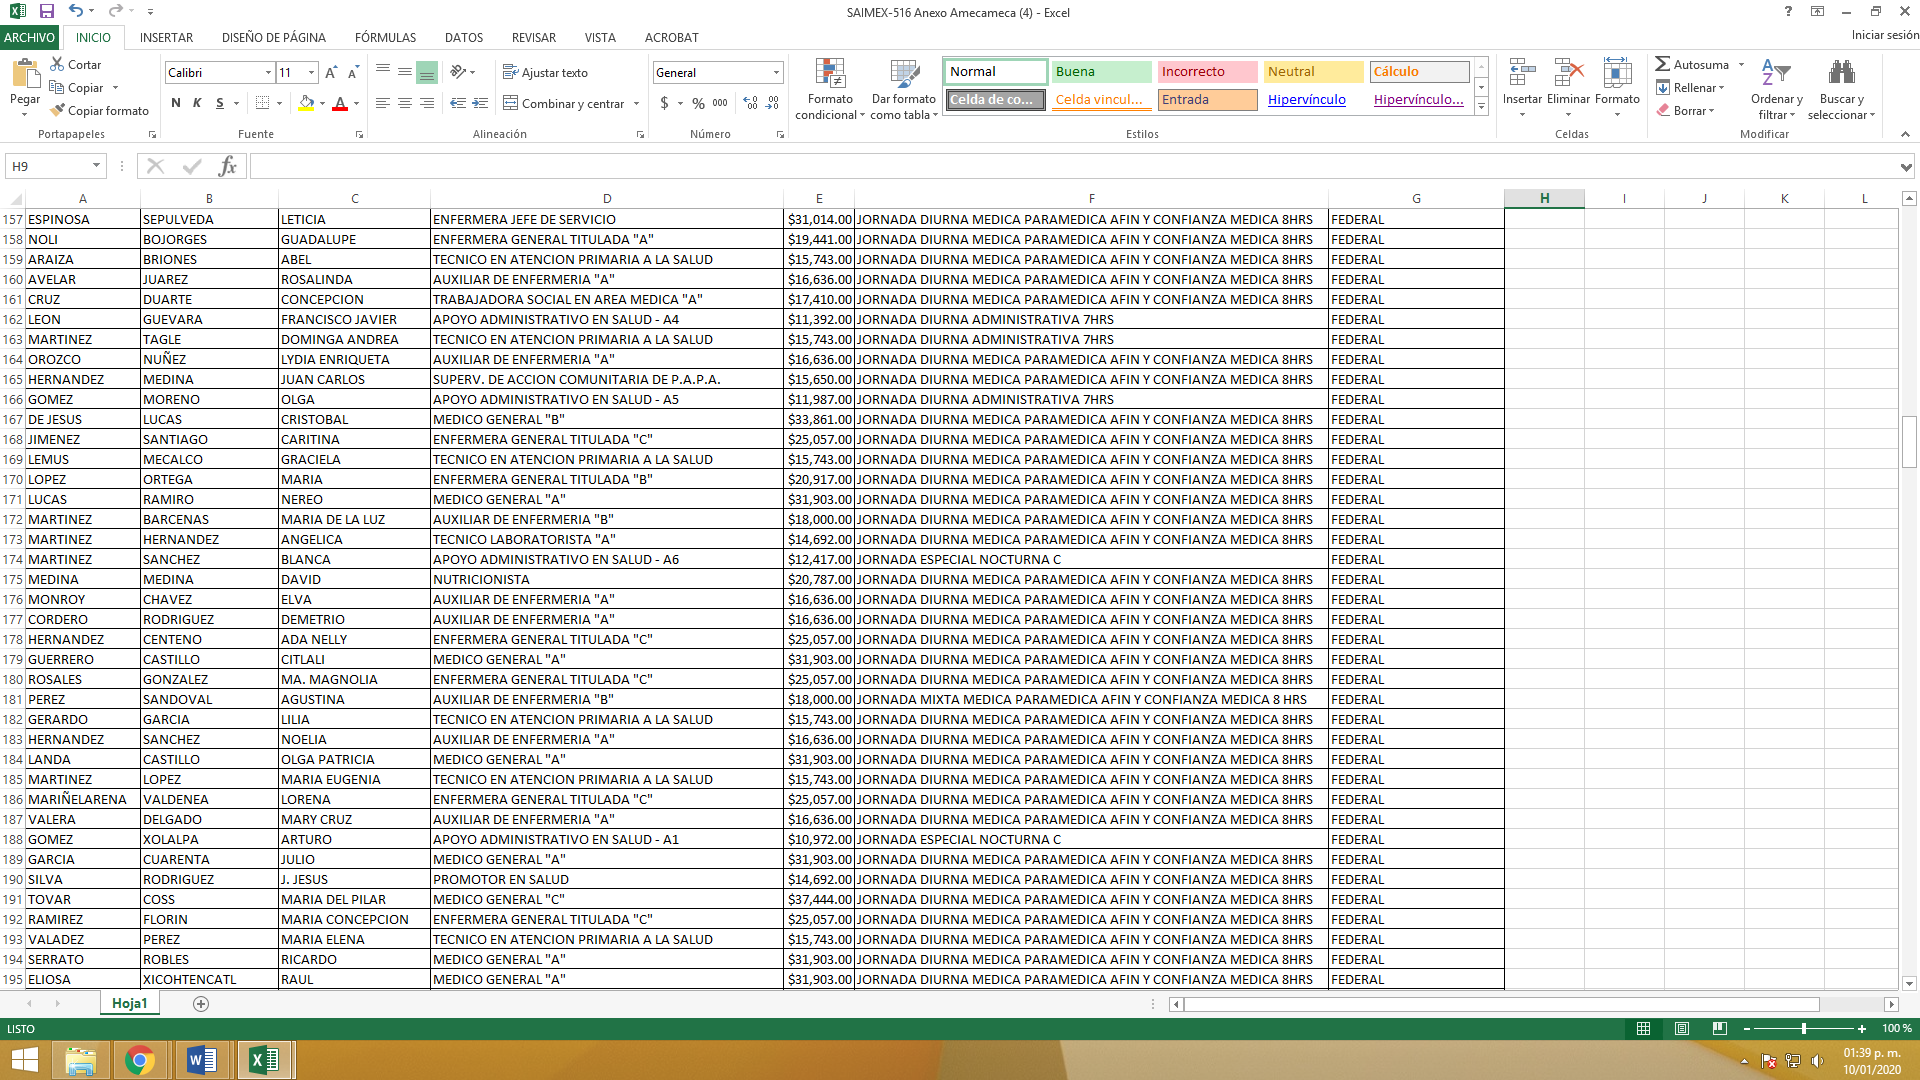 SAIMEX-516 Anexo Amecameca (4) - Excel
ARCHIVO INICIO INSERTAR DISEÑO DE PÁGINA FÓRMULAS DATOS REVISAR VISTA ACROBAT Iniciar sesión
Pegar
Cortar
Copiar
Copiar formato
Portapapeles
Calibri 11
N K S
Fuente
Ajustar texto
Combinar y centrar
Alineación
General
$ % 000
Número
Formato condicional
Dar formato como tabla
Normal Buena Incorrecto Neutral Cálculo
Celda de co... Celda vincul... Entrada Hipervínculo Hipervínculo...
Estilos
Insertar Eliminar Formato
Celdas
Autosuma
Rellenar
Borrar
Ordenar y filtrar
Buscar y seleccionar
Modificar
H9 fx
A B C D E F G H I J K L
157 ESPINOSA SEPULVEDA LETICIA ENFERMERA JEFE DE SERVICIO $31,014.00 JORNADA DIURNA MEDICA PARAMEDICA AFIN Y CONFIANZA MEDICA 8HRS FEDERAL
158 NOLI BOJORGES GUADALUPE ENFERMERA GENERAL TITULADA "A" $19,441.00 JORNADA DIURNA MEDICA PARAMEDICA AFIN Y CONFIANZA MEDICA 8HRS FEDERAL
159 ARAIZA BRIONES ABEL TECNICO EN ATENCION PRIMARIA A LA SALUD $15,743.00 JORNADA DIURNA MEDICA PARAMEDICA AFIN Y CONFIANZA MEDICA 8HRS FEDERAL
160 AVELAR JUAREZ ROSALINDA AUXILIAR DE ENFERMERIA "A" $16,636.00 JORNADA DIURNA MEDICA PARAMEDICA AFIN Y CONFIANZA MEDICA 8HRS FEDERAL
161 CRUZ DUARTE CONCEPCION TRABAJADORA SOCIAL EN AREA MEDICA "A" $17,410.00 JORNADA DIURNA MEDICA PARAMEDICA AFIN Y CONFIANZA MEDICA 8HRS FEDERAL
162 LEON GUEVARA FRANCISCO JAVIER APOYO ADMINISTRATIVO EN SALUD - A4 $11,392.00 JORNADA DIURNA ADMINISTRATIVA 7HRS FEDERAL
163 MARTINEZ TAGLE DOMINGA ANDREA TECNICO EN ATENCION PRIMARIA A LA SALUD $15,743.00 JORNADA DIURNA ADMINISTRATIVA 7HRS FEDERAL
164 OROZCO NUÑEZ LYDIA ENRIQUETA AUXILIAR DE ENFERMERIA "A" $16,636.00 JORNADA DIURNA MEDICA PARAMEDICA AFIN Y CONFIANZA MEDICA 8HRS FEDERAL
165 HERNANDEZ MEDINA JUAN CARLOS SUPERV. DE ACCION COMUNITARIA DE P.A.P.A. $15,650.00 JORNADA DIURNA MEDICA PARAMEDICA AFIN Y CONFIANZA MEDICA 8HRS FEDERAL
166 GOMEZ MORENO OLGA APOYO ADMINISTRATIVO EN SALUD - A5 $11,987.00 JORNADA DIURNA ADMINISTRATIVA 7HRS FEDERAL
167 DE JESUS LUCAS CRISTOBAL MEDICO GENERAL "B" $33,861.00 JORNADA DIURNA MEDICA PARAMEDICA AFIN Y CONFIANZA MEDICA 8HRS FEDERAL
168 JIMENEZ SANTIAGO CARITINA ENFERMERA GENERAL TITULADA "C" $25,057.00 JORNADA DIURNA MEDICA PARAMEDICA AFIN Y CONFIANZA MEDICA 8HRS FEDERAL
169 LEMUS MECALCO GRACIELA TECNICO EN ATENCION PRIMARIA A LA SALUD $15,743.00 JORNADA DIURNA MEDICA PARAMEDICA AFIN Y CONFIANZA MEDICA 8HRS FEDERAL
170 LOPEZ ORTEGA MARIA ENFERMERA GENERAL TITULADA "B" $20,917.00 JORNADA DIURNA MEDICA PARAMEDICA AFIN Y CONFIANZA MEDICA 8HRS FEDERAL
171 LUCAS RAMIRO NEREO MEDICO GENERAL "A" $31,903.00 JORNADA DIURNA MEDICA PARAMEDICA AFIN Y CONFIANZA MEDICA 8HRS FEDERAL
172 MARTINEZ BARCENAS MARIA DE LA LUZ AUXILIAR DE ENFERMERIA "B" $18,000.00 JORNADA DIURNA MEDICA PARAMEDICA AFIN Y CONFIANZA MEDICA 8HRS FEDERAL
173 MARTINEZ HERNANDEZ ANGELICA TECNICO LABORATORISTA "A" $14,692.00 JORNADA DIURNA MEDICA PARAMEDICA AFIN Y CONFIANZA MEDICA 8HRS FEDERAL
174 MARTINEZ SANCHEZ BLANCA APOYO ADMINISTRATIVO EN SALUD - A6 $12,417.00 JORNADA ESPECIAL NOCTURNA C FEDERAL
175 MEDINA MEDINA DAVID NUTRICIONISTA $20,787.00 JORNADA DIURNA MEDICA PARAMEDICA AFIN Y CONFIANZA MEDICA 8HRS FEDERAL
176 MONROY CHAVEZ ELVA AUXILIAR DE ENFERMERIA "A" $16,636.00 JORNADA DIURNA MEDICA PARAMEDICA AFIN Y CONFIANZA MEDICA 8HRS FEDERAL
177 CORDERO RODRIGUEZ DEMETRIO AUXILIAR DE ENFERMERIA "A" $16,636.00 JORNADA DIURNA MEDICA PARAMEDICA AFIN Y CONFIANZA MEDICA 8HRS FEDERAL
178 HERNANDEZ CENTENO ADA NELLY ENFERMERA GENERAL TITULADA "C" $25,057.00 JORNADA DIURNA MEDICA PARAMEDICA AFIN Y CONFIANZA MEDICA 8HRS FEDERAL
179 GUERRERO CASTILLO CITLALI MEDICO GENERAL "A" $31,903.00 JORNADA DIURNA MEDICA PARAMEDICA AFIN Y CONFIANZA MEDICA 8HRS FEDERAL
180 ROSALES GONZALEZ MA. MAGNOLIA ENFERMERA GENERAL TITULADA "C" $25,057.00 JORNADA DIURNA MEDICA PARAMEDICA AFIN Y CONFIANZA MEDICA 8HRS FEDERAL
181 PEREZ SANDOVAL AGUSTINA AUXILIAR DE ENFERMERIA "B" $18,000.00 JORNADA MIXTA MEDICA PARAMEDICA AFIN Y CONFIANZA MEDICA 8 HRS FEDERAL
182 GERARDO GARCIA LILIA TECNICO EN ATENCION PRIMARIA A LA SALUD $15,743.00 JORNADA DIURNA MEDICA PARAMEDICA AFIN Y CONFIANZA MEDICA 8HRS FEDERAL
183 HERNANDEZ SANCHEZ NOELIA AUXILIAR DE ENFERMERIA "A" $16,636.00 JORNADA DIURNA MEDICA PARAMEDICA AFIN Y CONFIANZA MEDICA 8HRS FEDERAL
184 LANDA CASTILLO OLGA PATRICIA MEDICO GENERAL "A" $31,903.00 JORNADA DIURNA MEDICA PARAMEDICA AFIN Y CONFIANZA MEDICA 8HRS FEDERAL
185 MARTINEZ LOPEZ MARIA EUGENIA TECNICO EN ATENCION PRIMARIA A LA SALUD $15,743.00 JORNADA DIURNA MEDICA PARAMEDICA AFIN Y CONFIANZA MEDICA 8HRS FEDERAL
186 MARIÑELARENA VALDENEA LORENA ENFERMERA GENERAL TITULADA "C" $25,057.00 JORNADA DIURNA MEDICA PARAMEDICA AFIN Y CONFIANZA MEDICA 8HRS FEDERAL
187 VALERA DELGADO MARY CRUZ AUXILIAR DE ENFERMERIA "A" $16,636.00 JORNADA DIURNA MEDICA PARAMEDICA AFIN Y CONFIANZA MEDICA 8HRS FEDERAL
188 GOMEZ XOLALPA ARTURO APOYO ADMINISTRATIVO EN SALUD - A1 $10,972.00 JORNADA ESPECIAL NOCTURNA C FEDERAL
189 GARCIA CUARENTA JULIO MEDICO GENERAL "A" $31,903.00 JORNADA DIURNA MEDICA PARAMEDICA AFIN Y CONFIANZA MEDICA 8HRS FEDERAL
190 SILVA RODRIGUEZ J. JESUS PROMOTOR EN SALUD $14,692.00 JORNADA DIURNA MEDICA PARAMEDICA AFIN Y CONFIANZA MEDICA 8HRS FEDERAL
191 TOVAR COSS MARIA DEL PILAR MEDICO GENERAL "C" $37,444.00 JORNADA DIURNA MEDICA PARAMEDICA AFIN Y CONFIANZA MEDICA 8HRS FEDERAL
192 RAMIREZ FLORIN MARIA CONCEPCION ENFERMERA GENERAL TITULADA "C" $25,057.00 JORNADA DIURNA MEDICA PARAMEDICA AFIN Y CONFIANZA MEDICA 8HRS FEDERAL
193 VALADEZ PEREZ MARIA ELENA TECNICO EN ATENCION PRIMARIA A LA SALUD $15,743.00 JORNADA DIURNA MEDICA PARAMEDICA AFIN Y CONFIANZA MEDICA 8HRS FEDERAL
194 SERRATO ROBLES RICARDO MEDICO GENERAL "A" $31,903.00 JORNADA DIURNA MEDICA PARAMEDICA AFIN Y CONFIANZA MEDICA 8HRS FEDERAL
195 ELIOSA XICOHTENCATL RAUL MEDICO GENERAL "A" $31,903.00 JORNADA DIURNA MEDICA PARAMEDICA AFIN Y CONFIANZA MEDICA 8HRS FEDERAL
Hoja1
LISTO 100 %
01:39 p. m.
10/01/2020